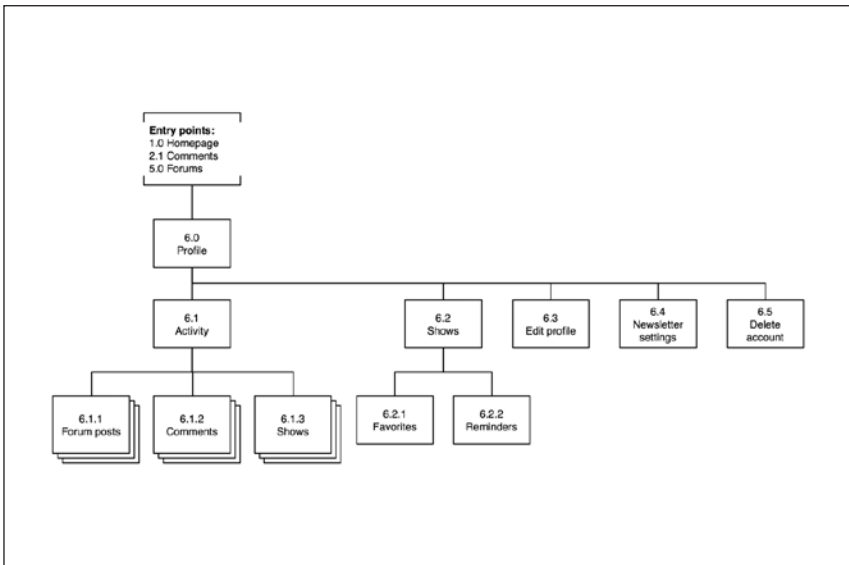 Entry points:
1.0 Homepage
2.1 Comments
5.0 Forums
6.0
Profile
6.1
Activity
6.2
Shows
6.3
Edit profile
6.4
Newsletter
settings
6.5
Delete
account
6.1.1
Forum posts
6.1.2
Comments
6.1.3
Shows
6.2.1
Favorites
6.2.2
Reminders